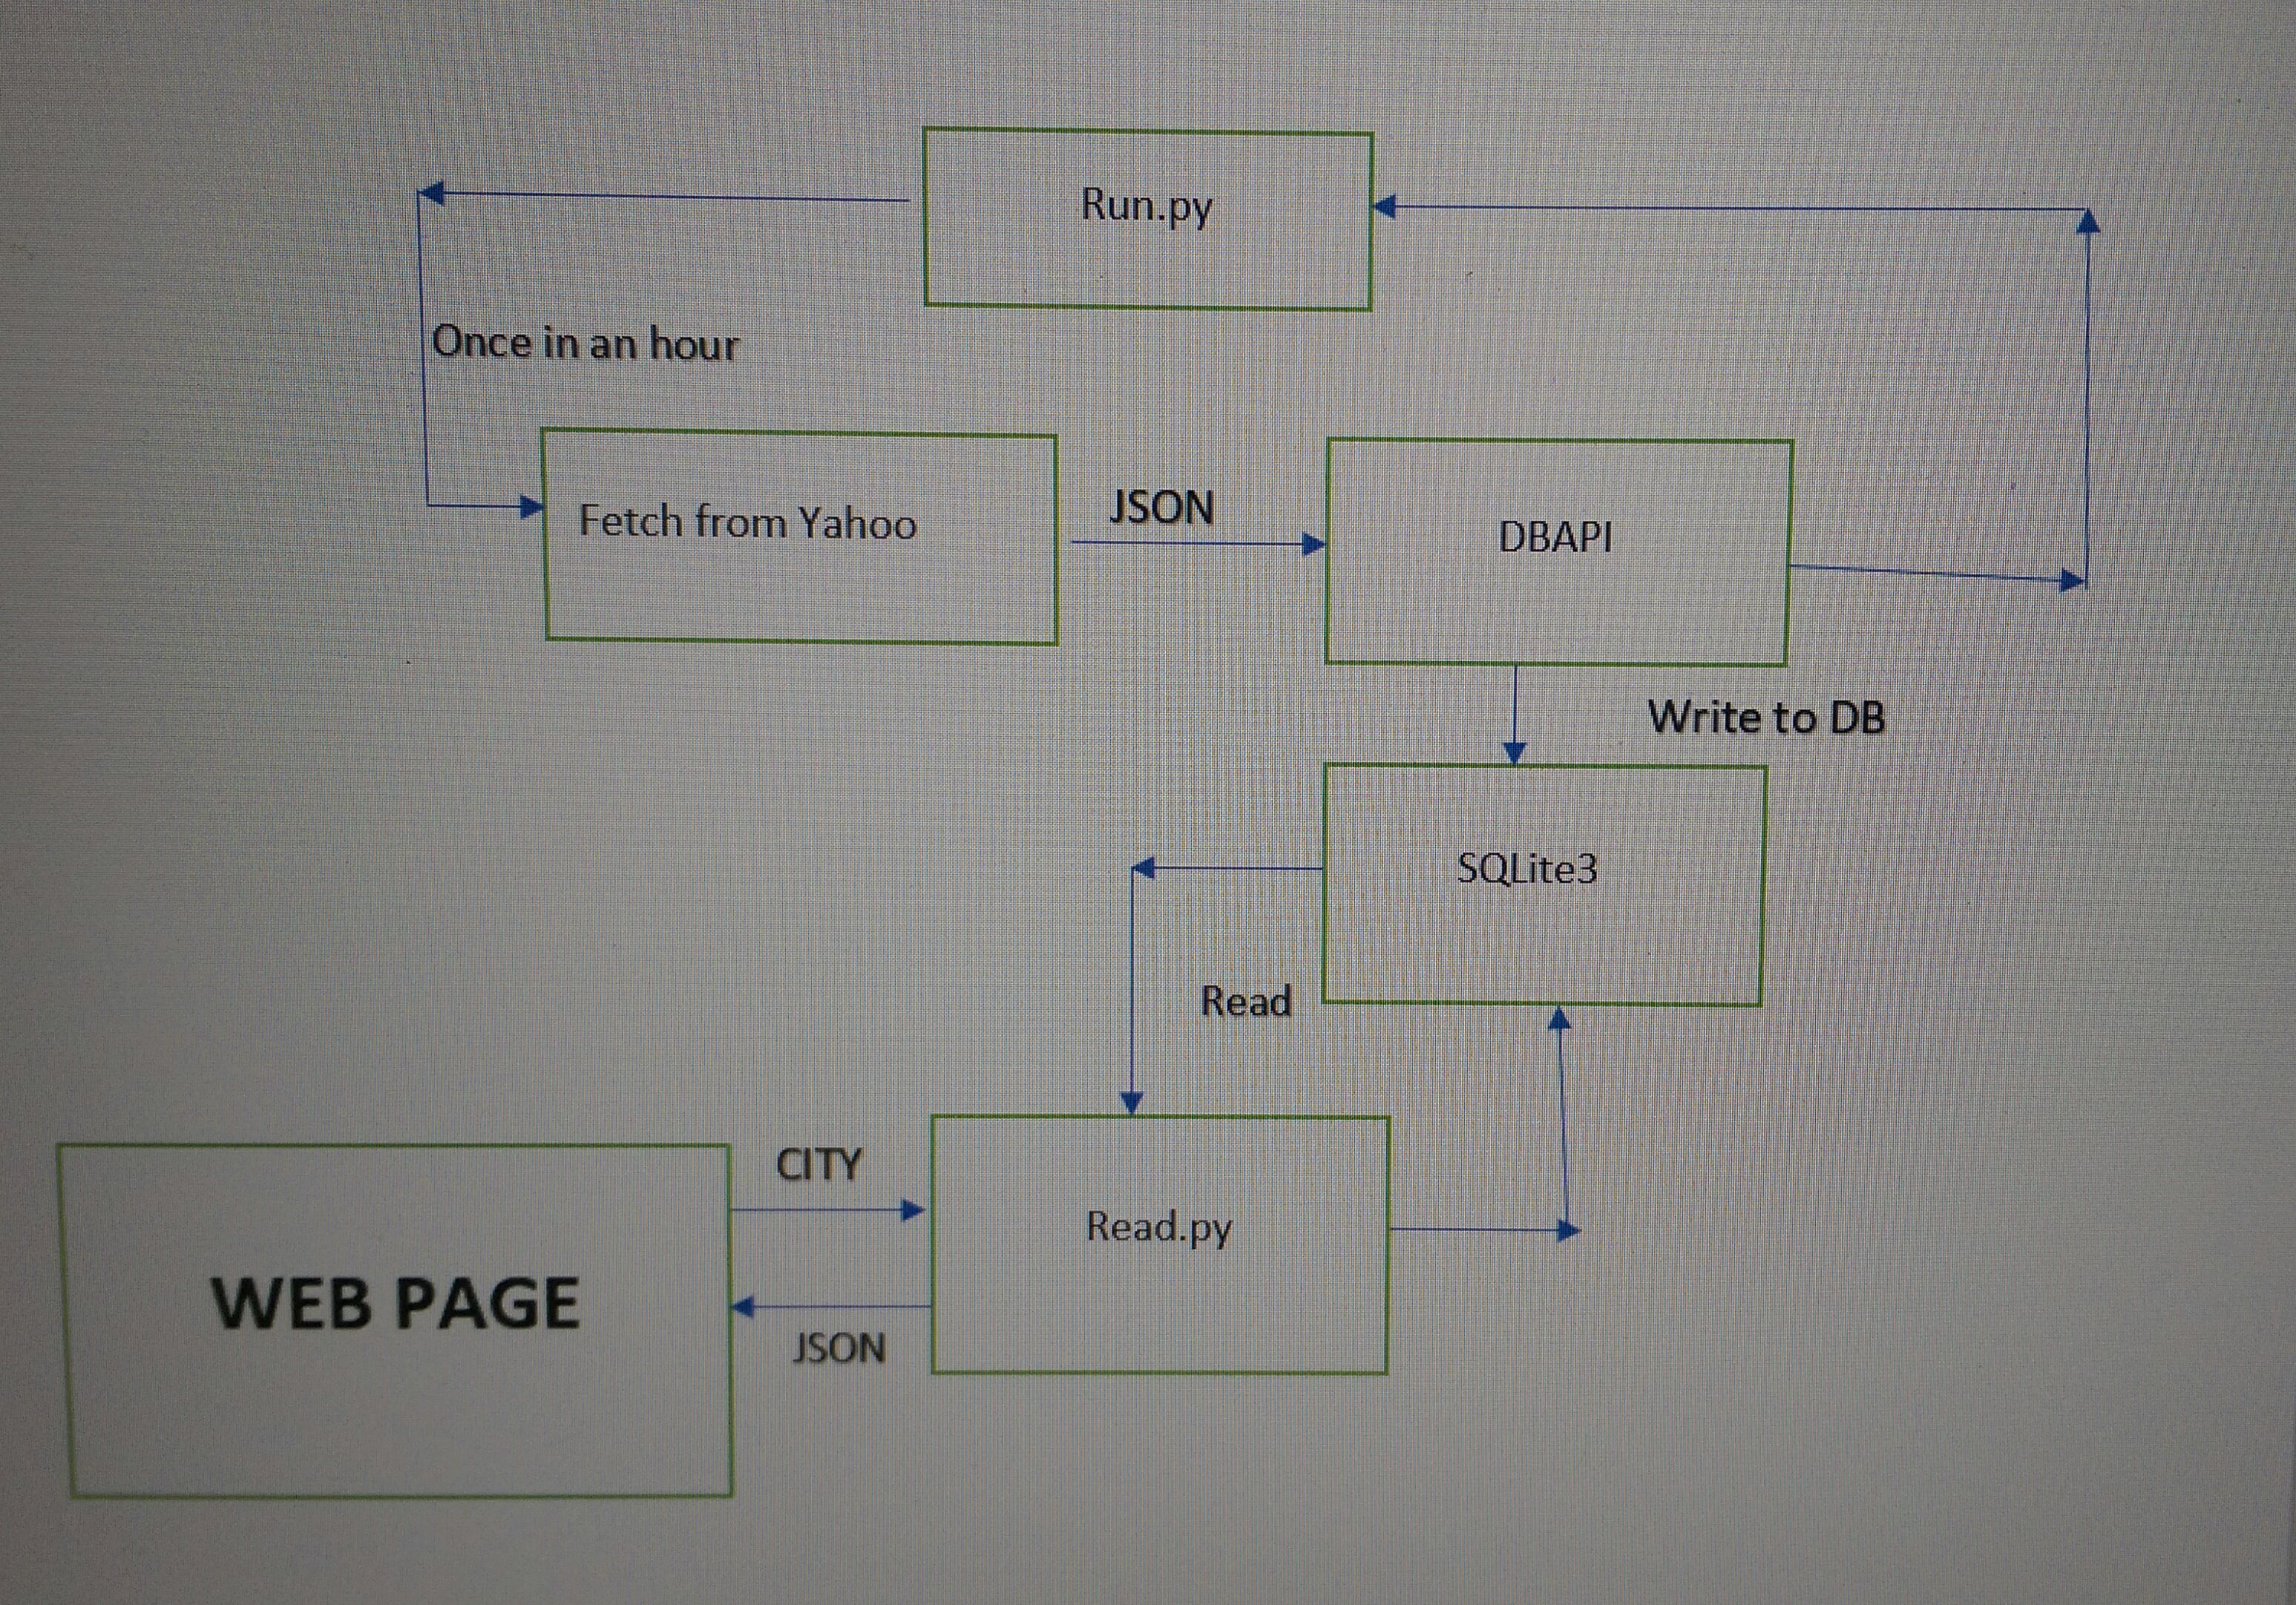 Run.py
Once in an hour
Fetch from Yahoo
JSON
DBAPI
Write to DB
SQLite3
Read
CITY
Read.py
WEB PAGE
JSON